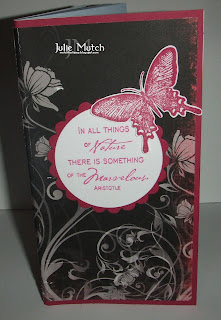 Julie Mutch
IN ALL THINGS
OF Nature
THERE IS SOMETHING
OF THE Marvelous
ARISTOTLE